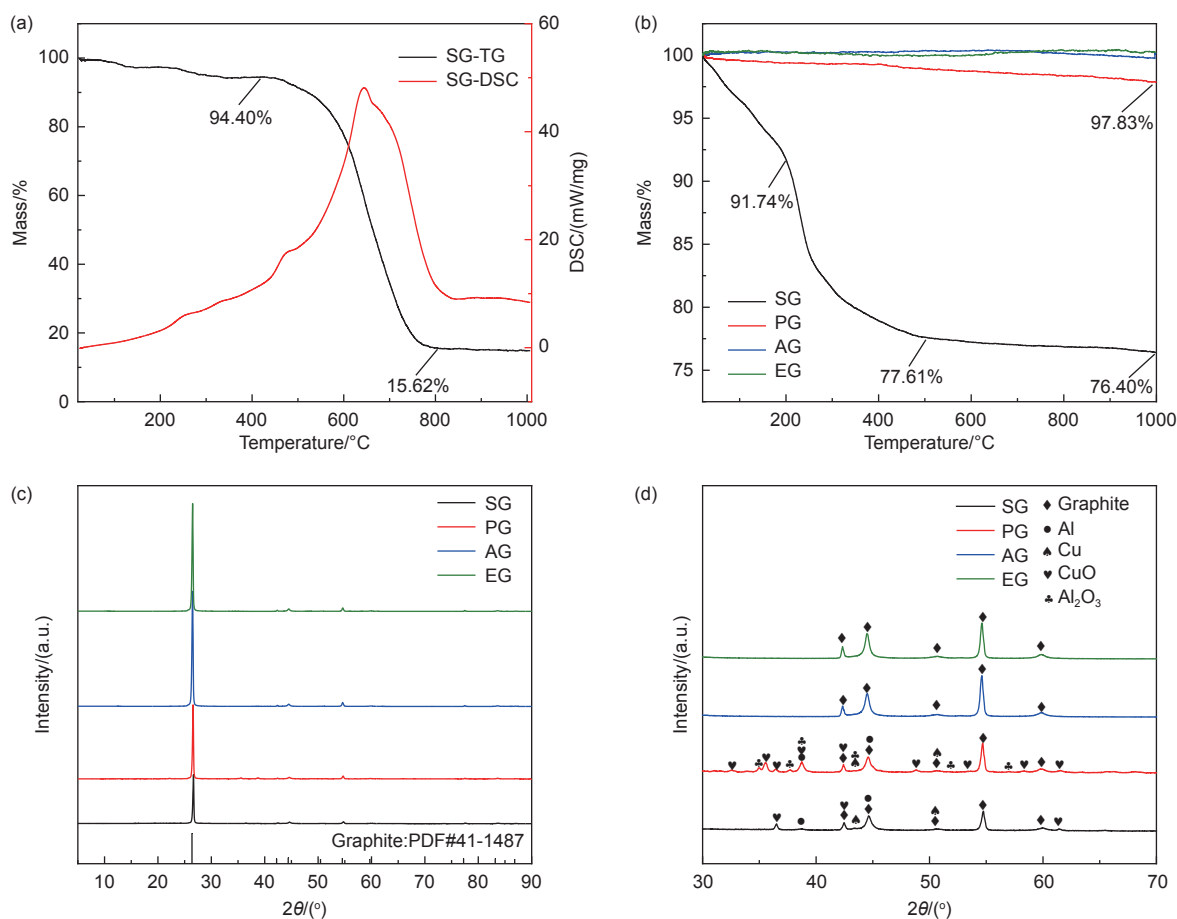 (a)
SG-TG
SG-DSC
94.40%
15.62%
100
80
60
40
20
0
Mass/%
60
40
20
0
DSC/(mW/mg)
200
400
600
800
1000
Temperature/°C
(b)
100
95
90
85
80
75
Mass/%
97.83%
91.74%
77.61%
76.40%
SG
PG
AG
EG
200
400
600
800
1000
Temperature/°C
(c)
SG
PG
AG
EG
Intensity/(a.u.)
Graphite:PDF#41-1487
10
20
30
40
50
60
70
80
90
2θ/(o)
(d)
SG
PG
AG
EG
♦ Graphite
● Al
♠ Cu
♥ CuO
♣ Al₂O₃
Intensity/(a.u.)
30
40
50
60
70
2θ/(o)